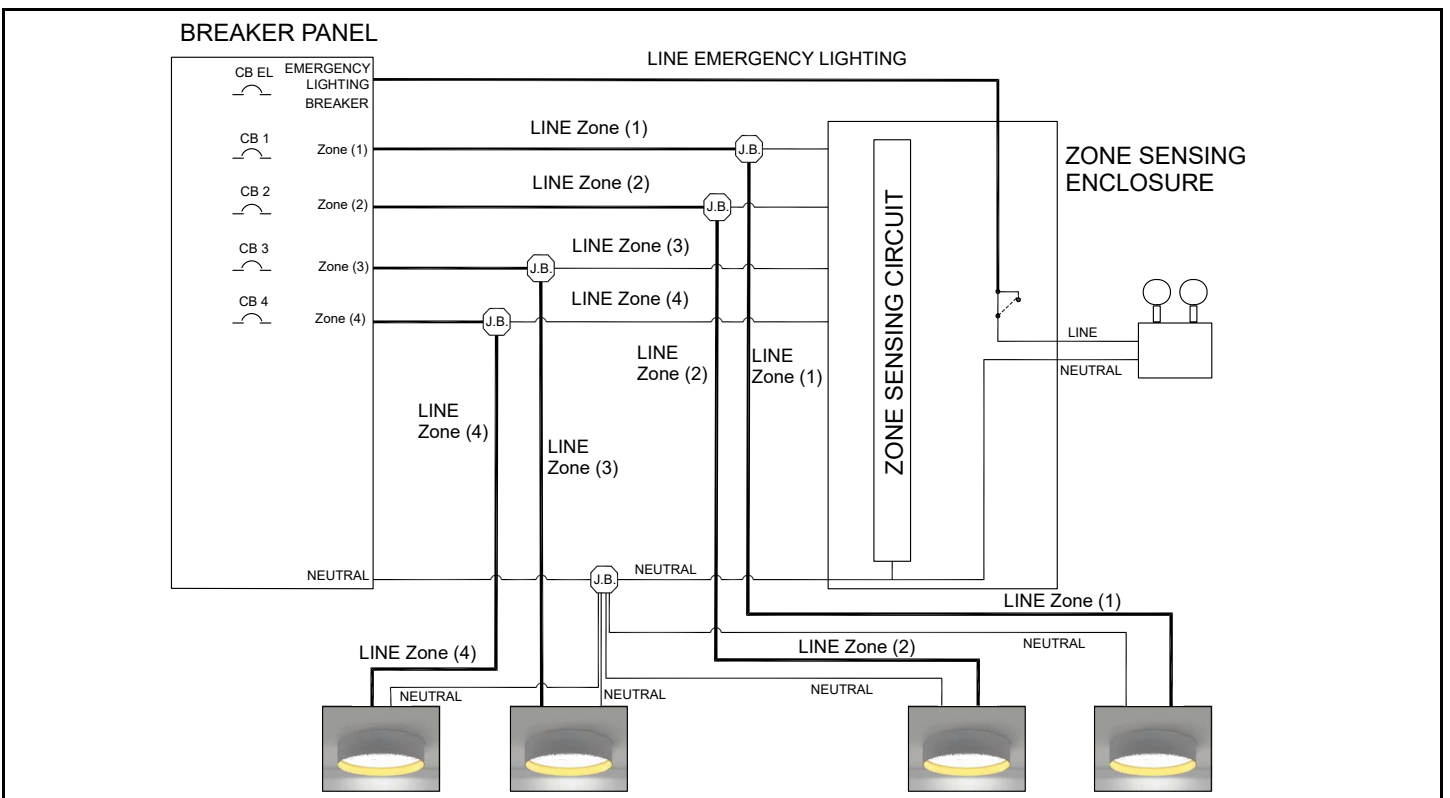 BREAKER PANEL
LINE EMERGENCY LIGHTING
CB EL
EMERGENCY
LIGHTING
BREAKER
CB 1
Zone (1)
LINE Zone (1)
J.B.
ZONE SENSING
ENCLOSURE
CB 2
Zone (2)
LINE Zone (2)
J.B.
CB 3
Zone (3)
LINE Zone (3)
J.B.
CB 4
Zone (4)
LINE Zone (4)
J.B.
ZONE SENSING CIRCUIT
LINE
NEUTRAL
LINE
Zone (2)
LINE
Zone (1)
LINE
Zone (4)
LINE
Zone (3)
NEUTRAL
J.B.
NEUTRAL
LINE Zone (1)
NEUTRAL
LINE Zone (4)
LINE Zone (2)
NEUTRAL
NEUTRAL
NEUTRAL